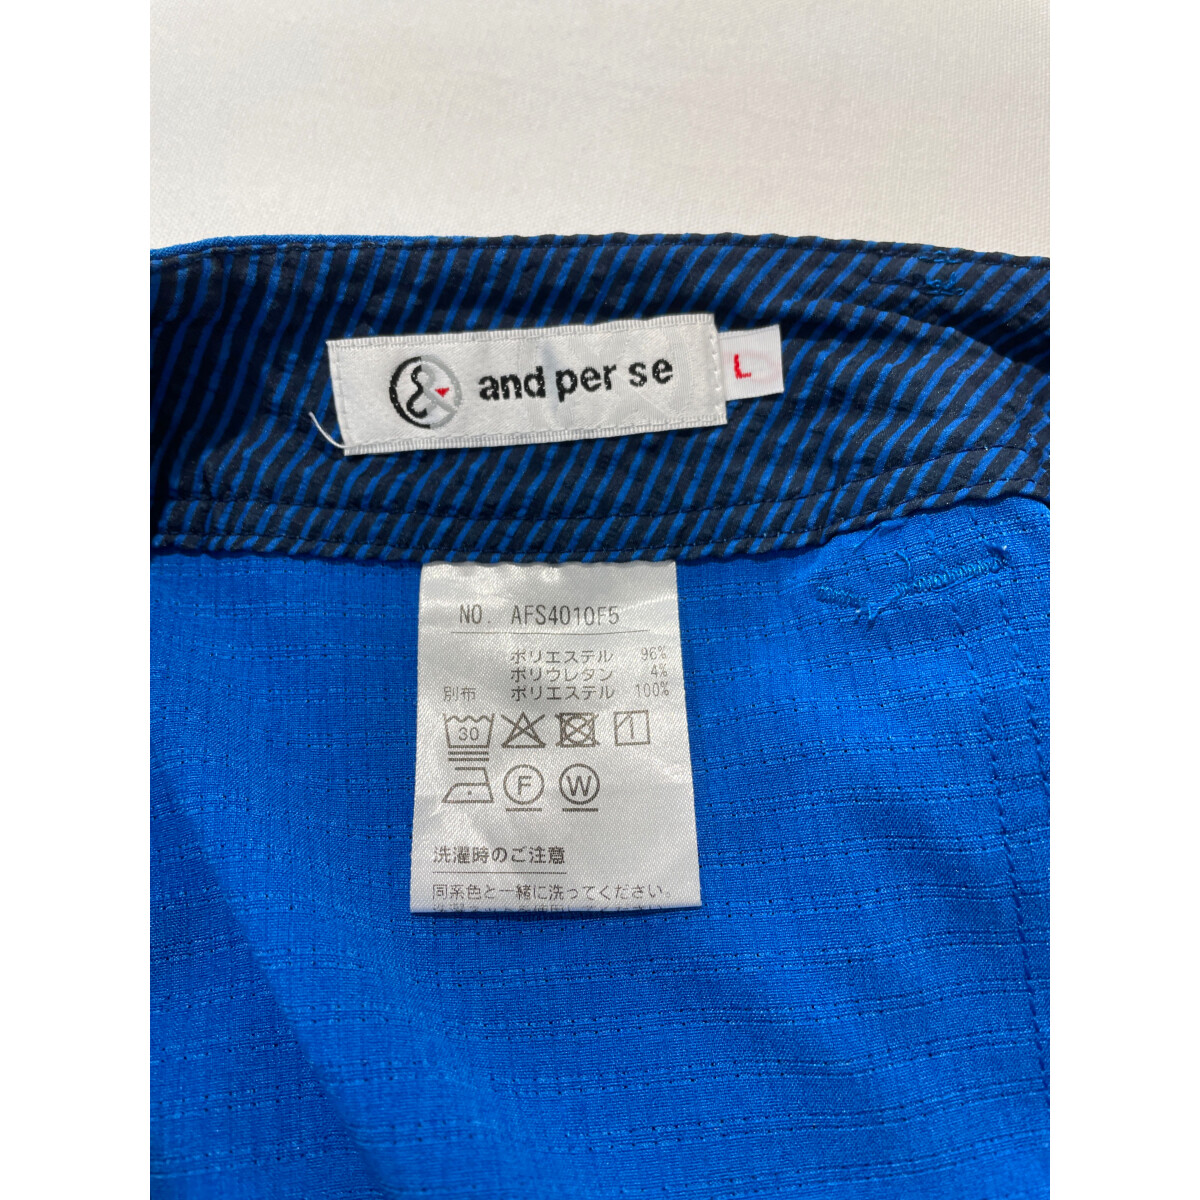 and per se
L
NO. AFS4010F5
ポリエステル 96%
ポリウレタン 4%
別布 ポリエステル 100%
30
F W
洗濯時のご注意
同系色と一緒に洗ってください。